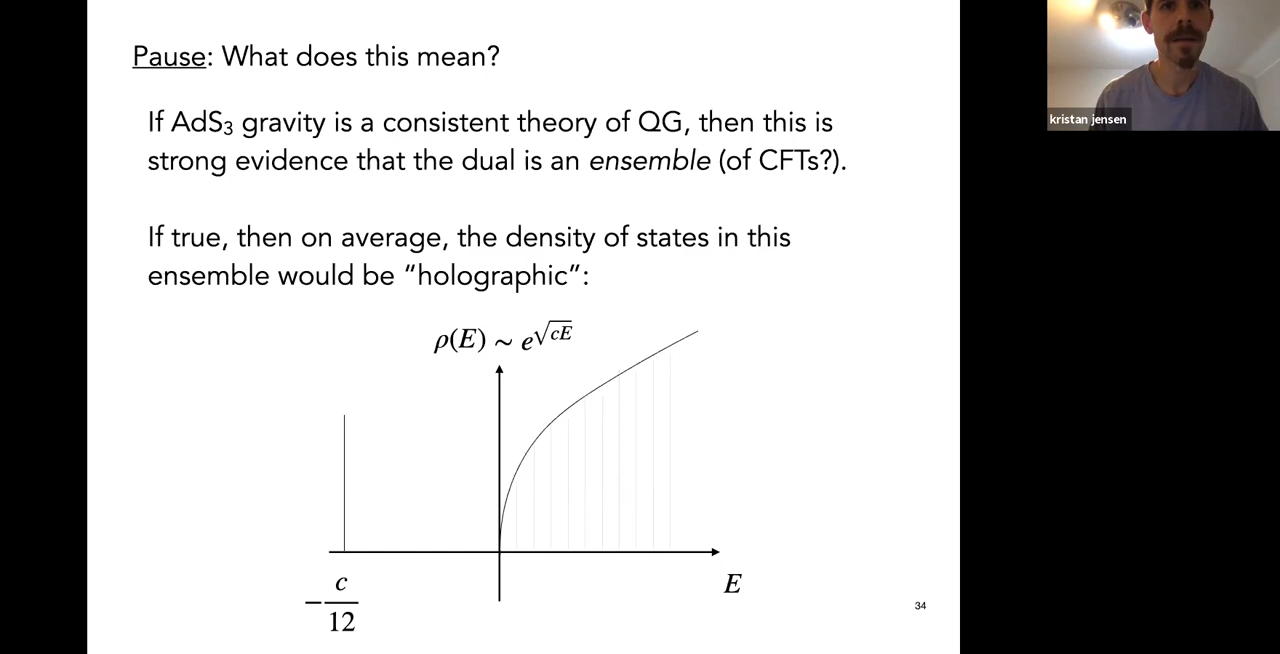 Pause: What does this mean?
If AdS₃ gravity is a consistent theory of QG, then this is
strong evidence that the dual is an ensemble (of CFTs?).
If true, then on average, the density of states in this
ensemble would be “holographic”:
ρ(E) ~ e^√cE
E
−c/12
34
kristan jensen